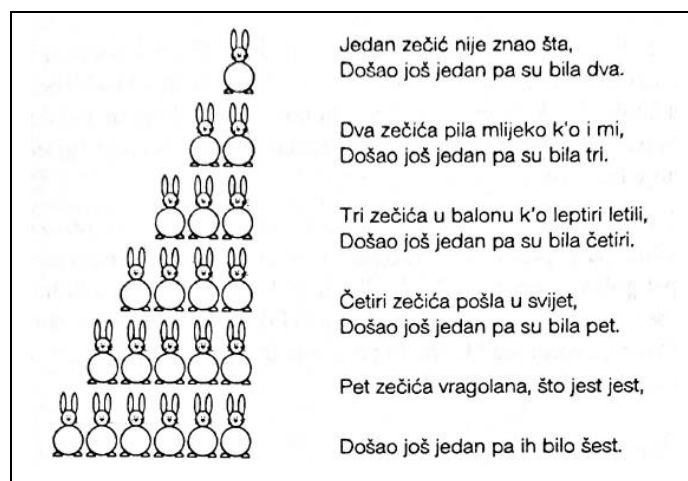 Jedan zečić nije znao šta,
Došao još jedan pa su bila dva.
Dva zečića pila mlijeko k'o i mi,
Došao još jedan pa su bila tri.
Tri zečića u balonu k'o leptiri letili,
Došao još jedan pa su bila četiri.
Četiri zečića pošla u svijet,
Došao još jedan pa su bila pet.
Pet zečića vragolana, što jest jest,
Došao još jedan pa ih bilo šest.